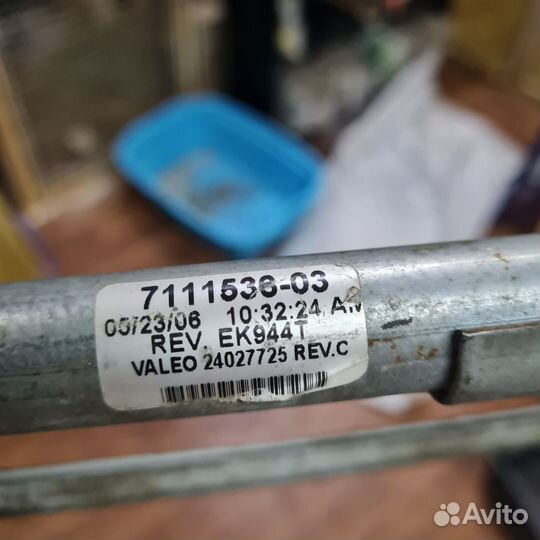 7111536-03
05/23/06 10:32:24 AM
REV. EK944T
VALEO 24027725 REV.C
Avito